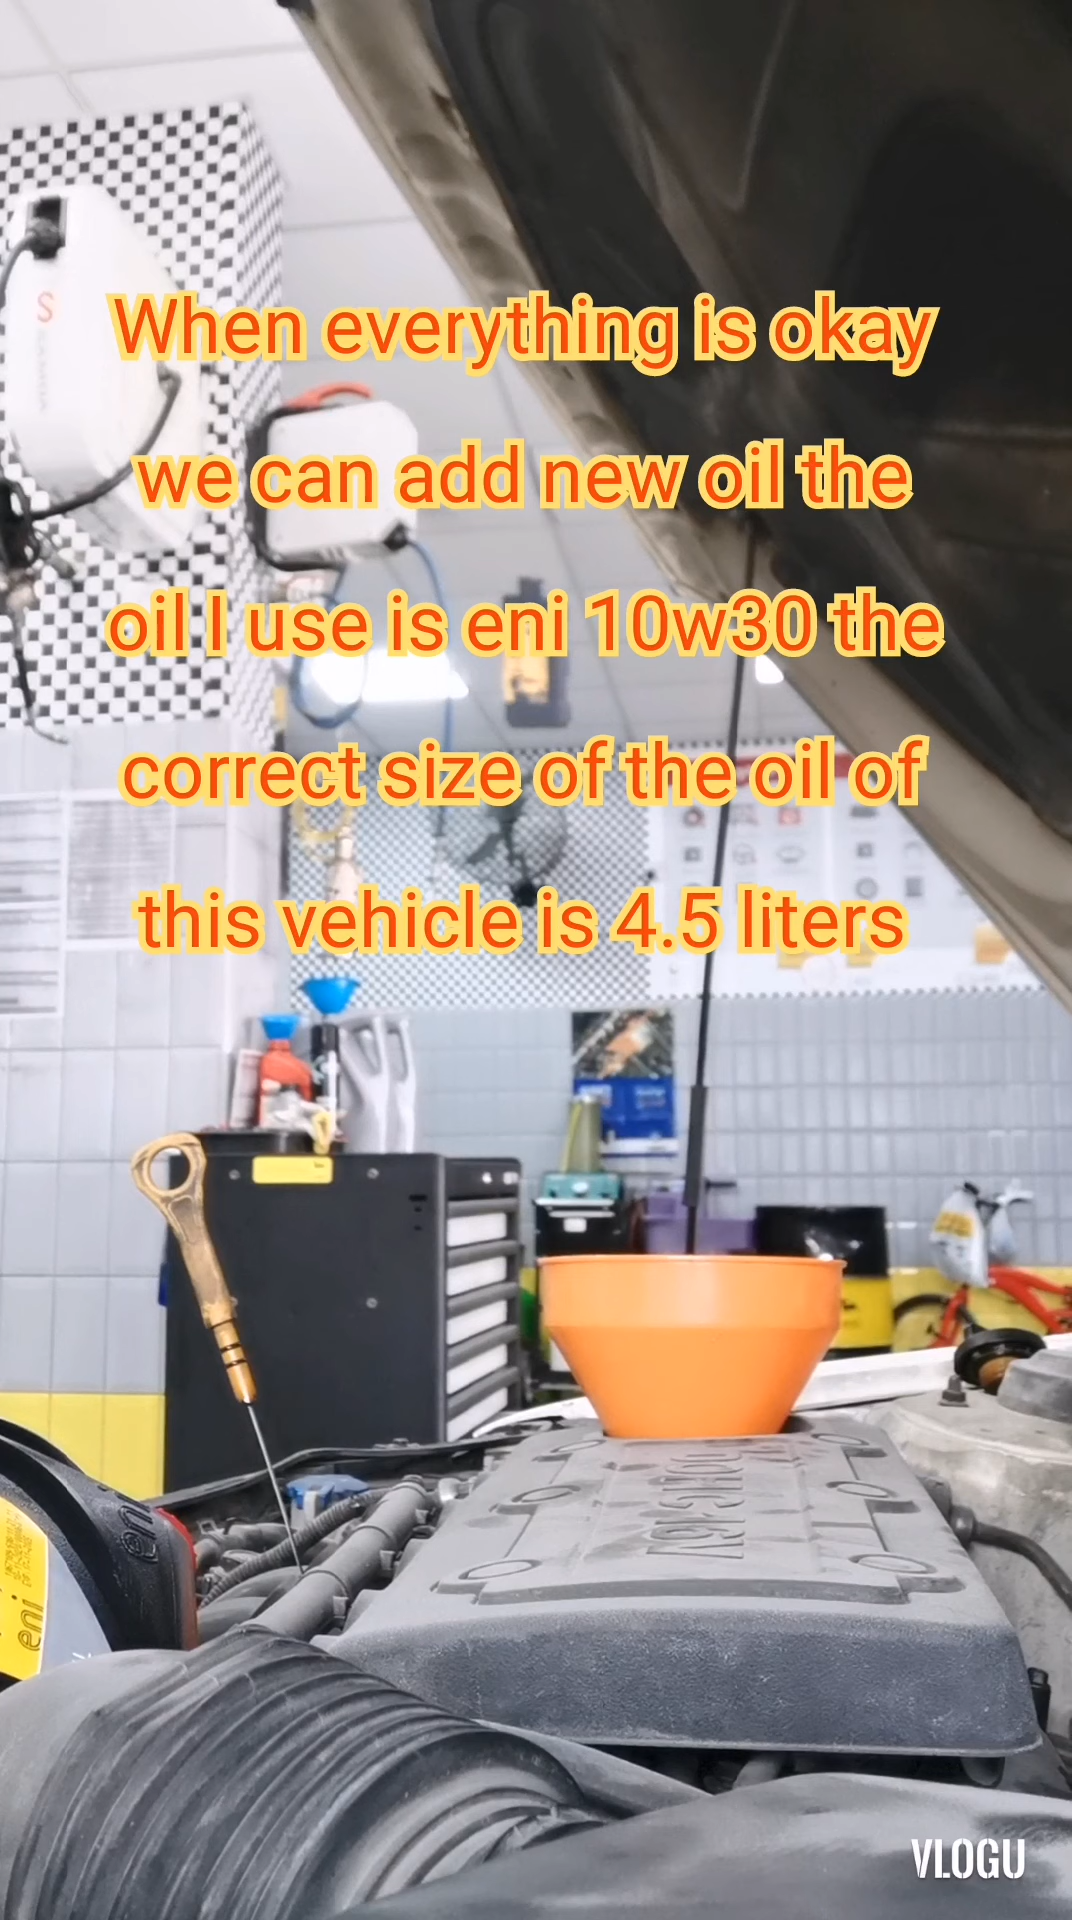 When everything is okay
we can add new oil the
oil I use is eni 10w30 the
correct size of the oil of
this vehicle is 4.5 liters
S
eni
eni
16V
VLOGU